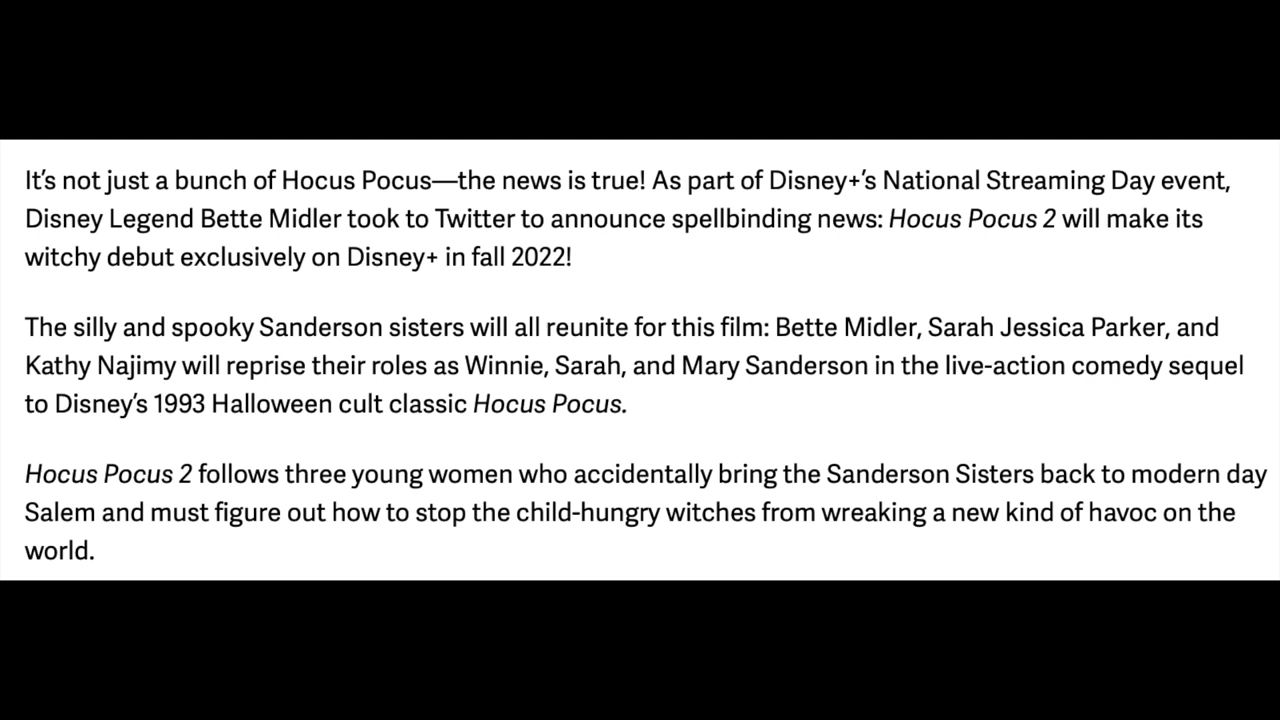 It's not just a bunch of Hocus Pocus—the news is true! As part of Disney+'s National Streaming Day event,
Disney Legend Bette Midler took to Twitter to announce spellbinding news: Hocus Pocus 2 will make its
witchy debut exclusively on Disney+ in fall 2022!
The silly and spooky Sanderson sisters will all reunite for this film: Bette Midler, Sarah Jessica Parker, and
Kathy Najimy will reprise their roles as Winnie, Sarah, and Mary Sanderson in the live-action comedy sequel
to Disney's 1993 Halloween cult classic Hocus Pocus.
Hocus Pocus 2 follows three young women who accidentally bring the Sanderson Sisters back to modern day
Salem and must figure out how to stop the child-hungry witches from wreaking a new kind of havoc on the
world.